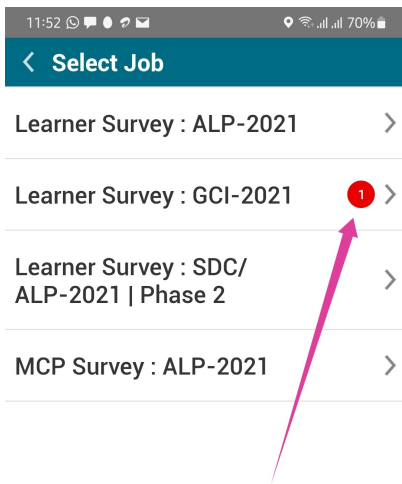 11:52 70%
Select Job
Learner Survey : ALP-2021
Learner Survey : GCI-2021 1
Learner Survey : SDC/
ALP-2021 | Phase 2
MCP Survey : ALP-2021